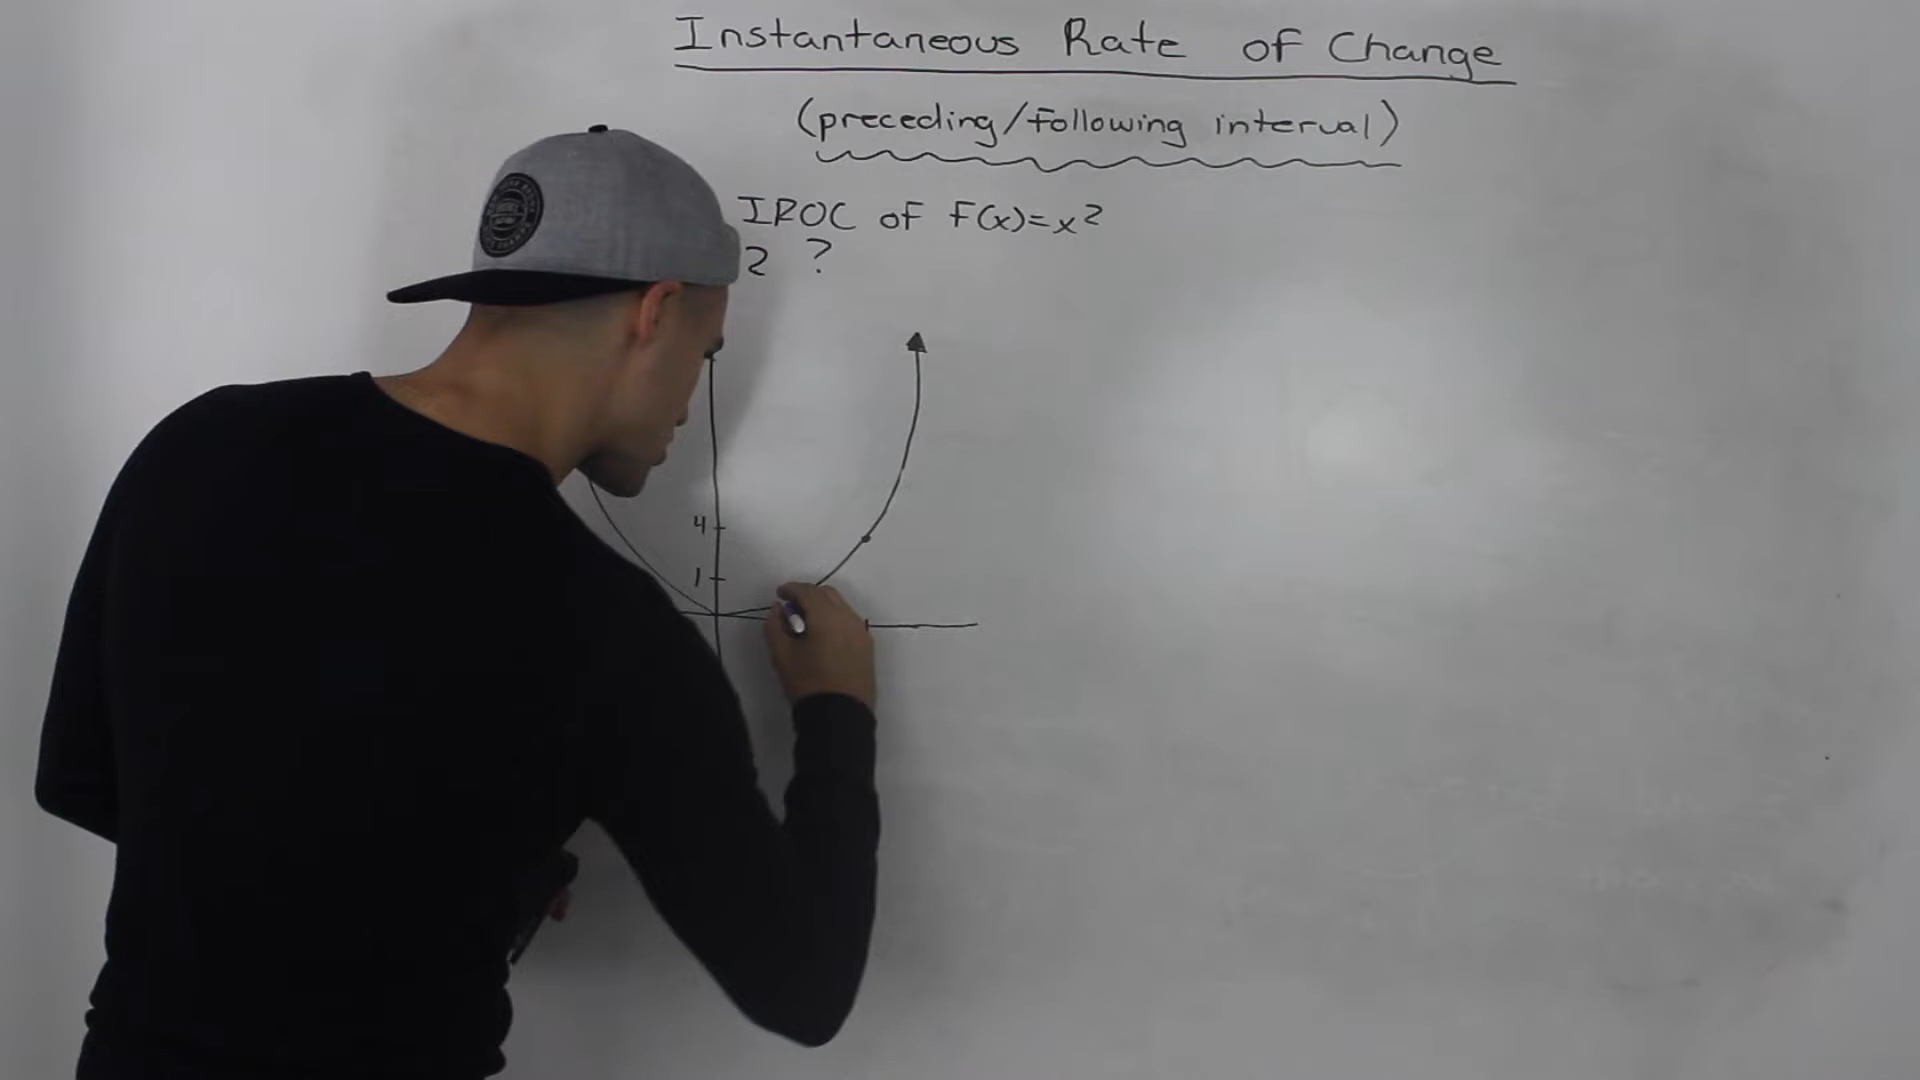 Instantaneous Rate of Change
(preceding/following interval)
IROC of f(x)=x²
2 ?
4
1